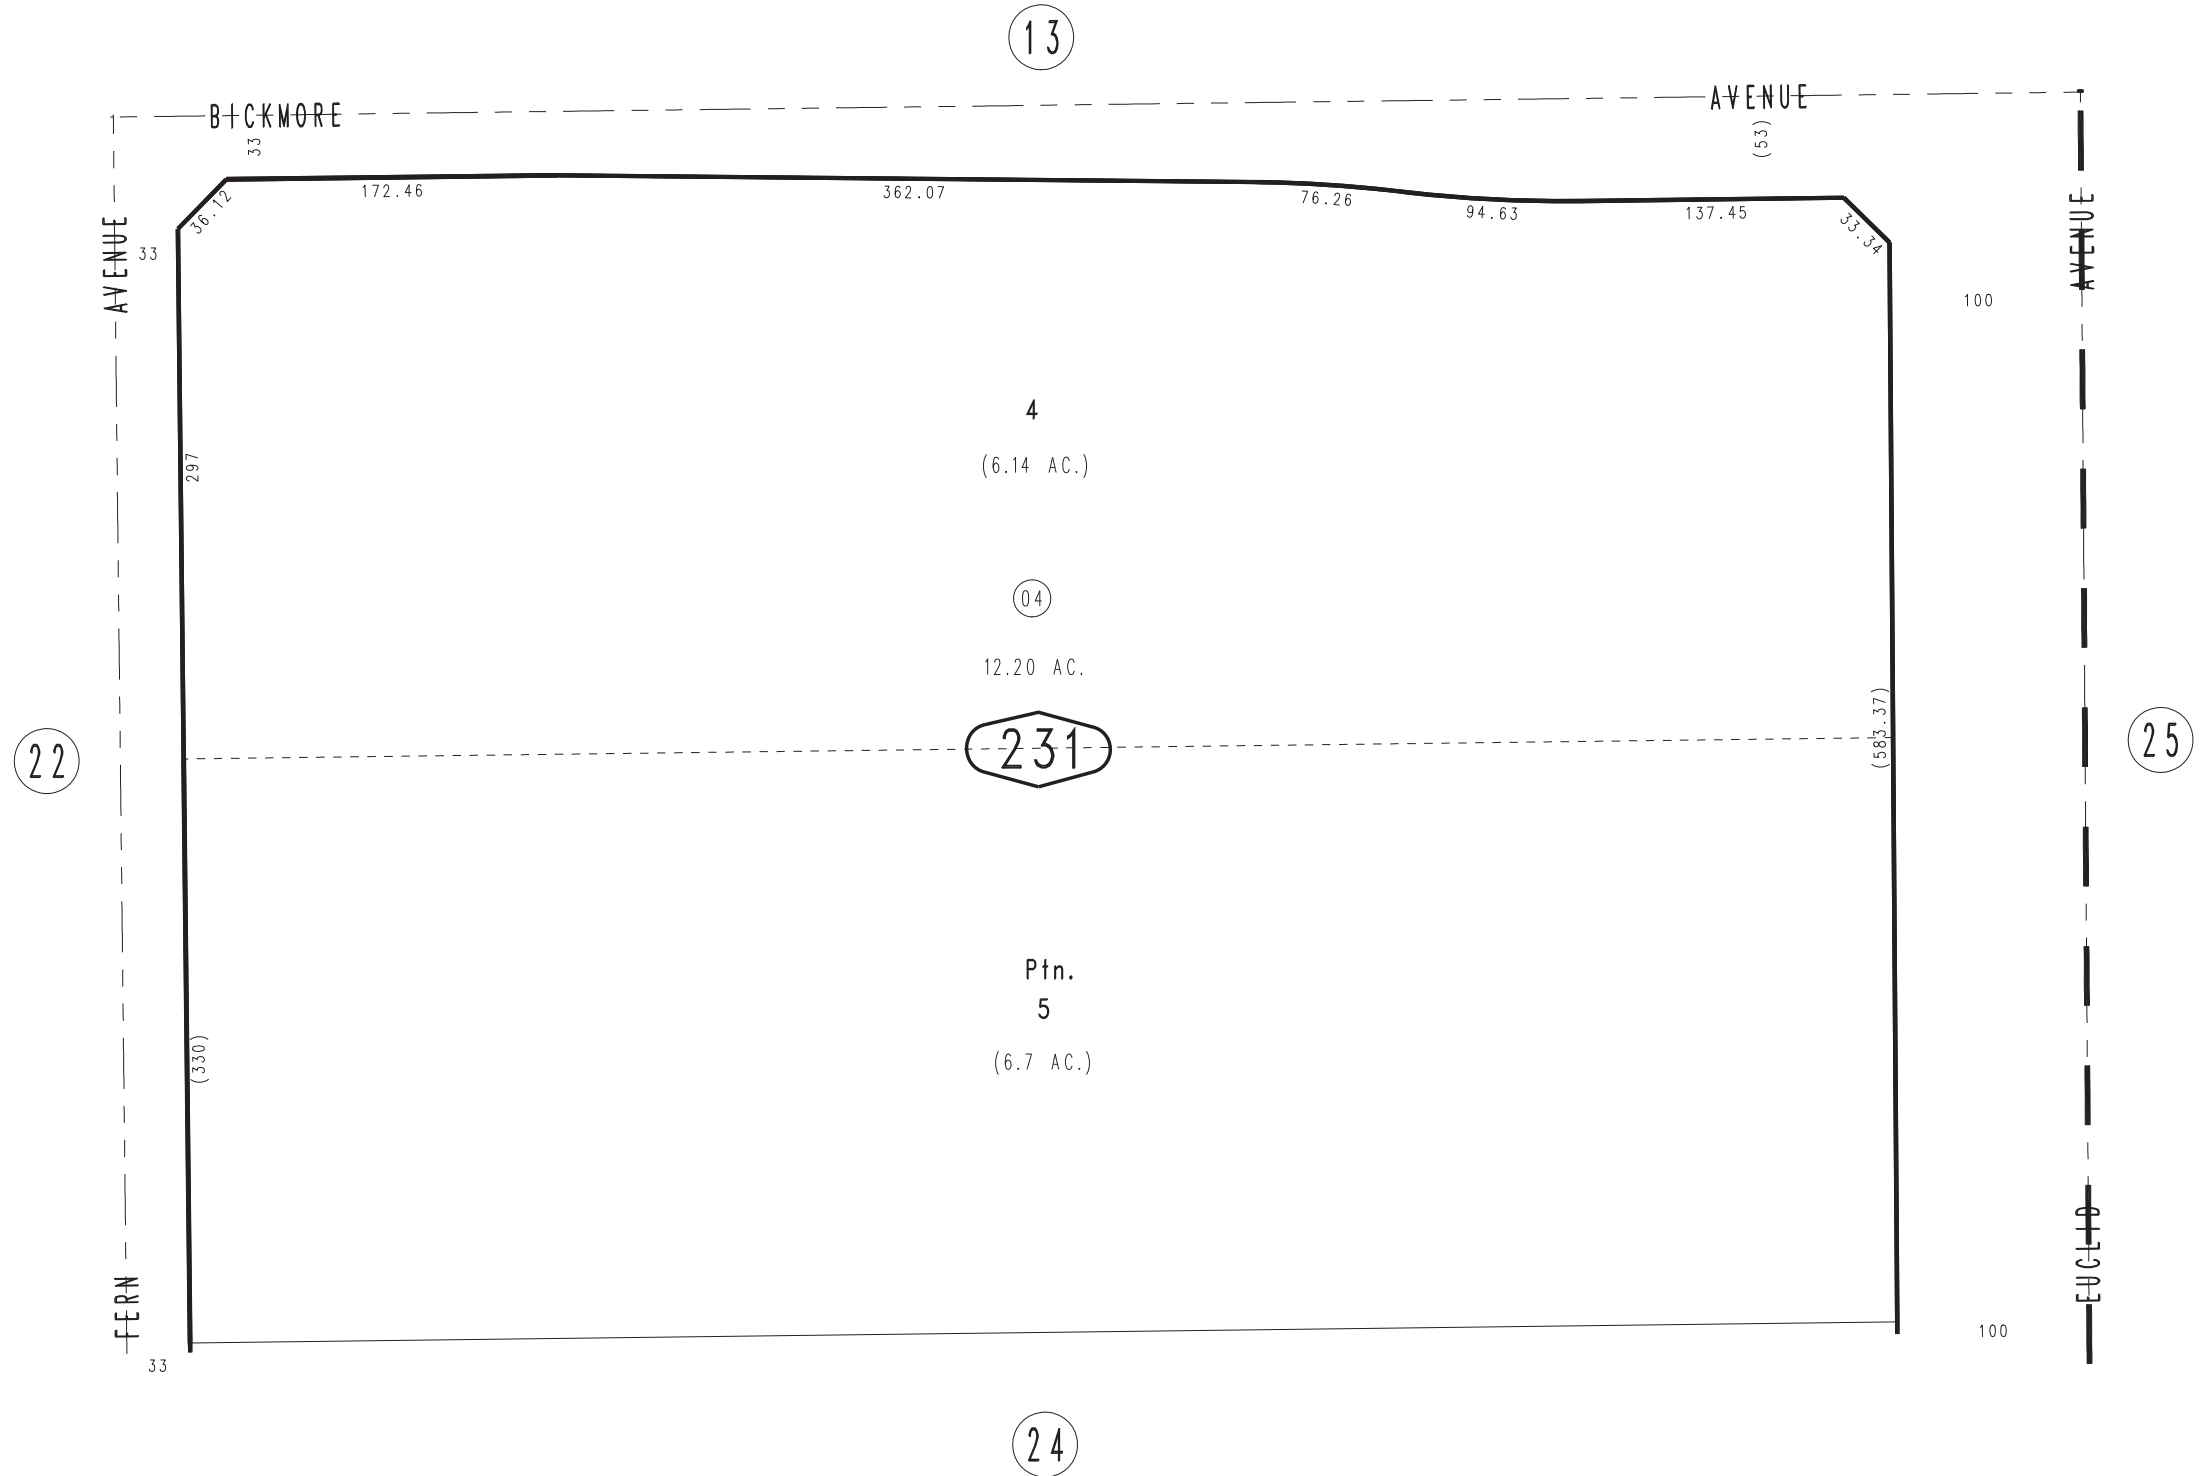 13
BICKMORE
AVENUE
33
(53)
36.12
172.46
362.07
76.26
94.63
137.45
33.34
AVENUE
33
AVENUE
100
4
(6.14 AC.)
297
04
12.20 AC.
(583.37)
231
22
25
Ptn.
5
(6.7 AC.)
(330)
FERN
EUCLID
33
100
24